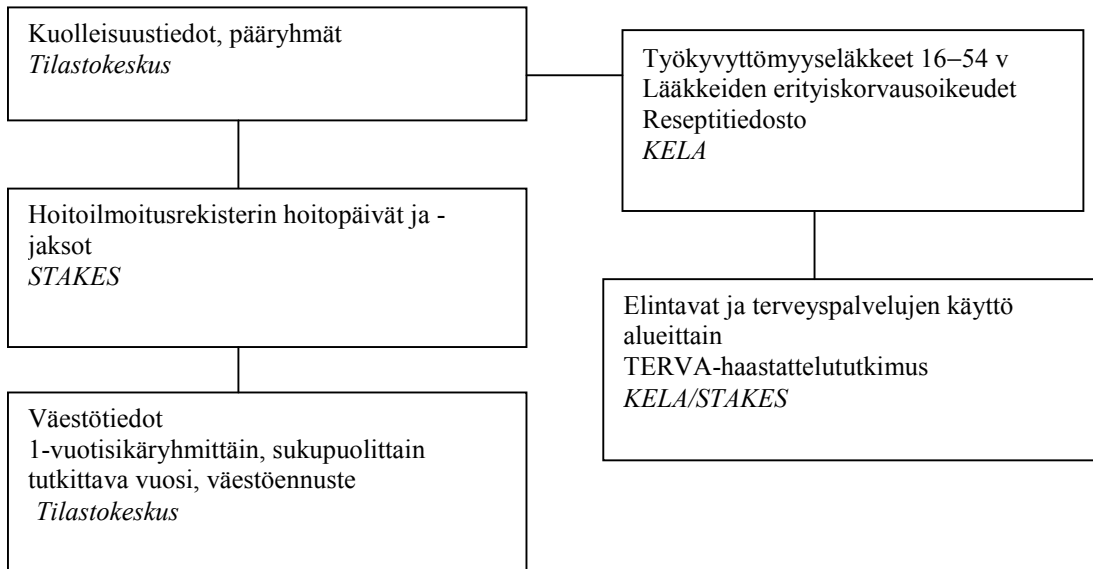 Kuolleisuustiedot, pääryhmät
Tilastokeskus
Työkyvyttömyyseläkkeet 16–54 v
Lääkkeiden erityiskorvausoikeudet
Reseptitiedosto
KELA
Hoitoilmoitusrekisterin hoitopäivät ja -
jaksot
STAKES
Elintavat ja terveyspalvelujen käyttö
alueittain
TERVA-haastattelututkimus
KELA/STAKES
Väestötiedot
1-vuotisikäryhmittäin, sukupuolittain
tutkittava vuosi, väestöennuste
Tilastokeskus